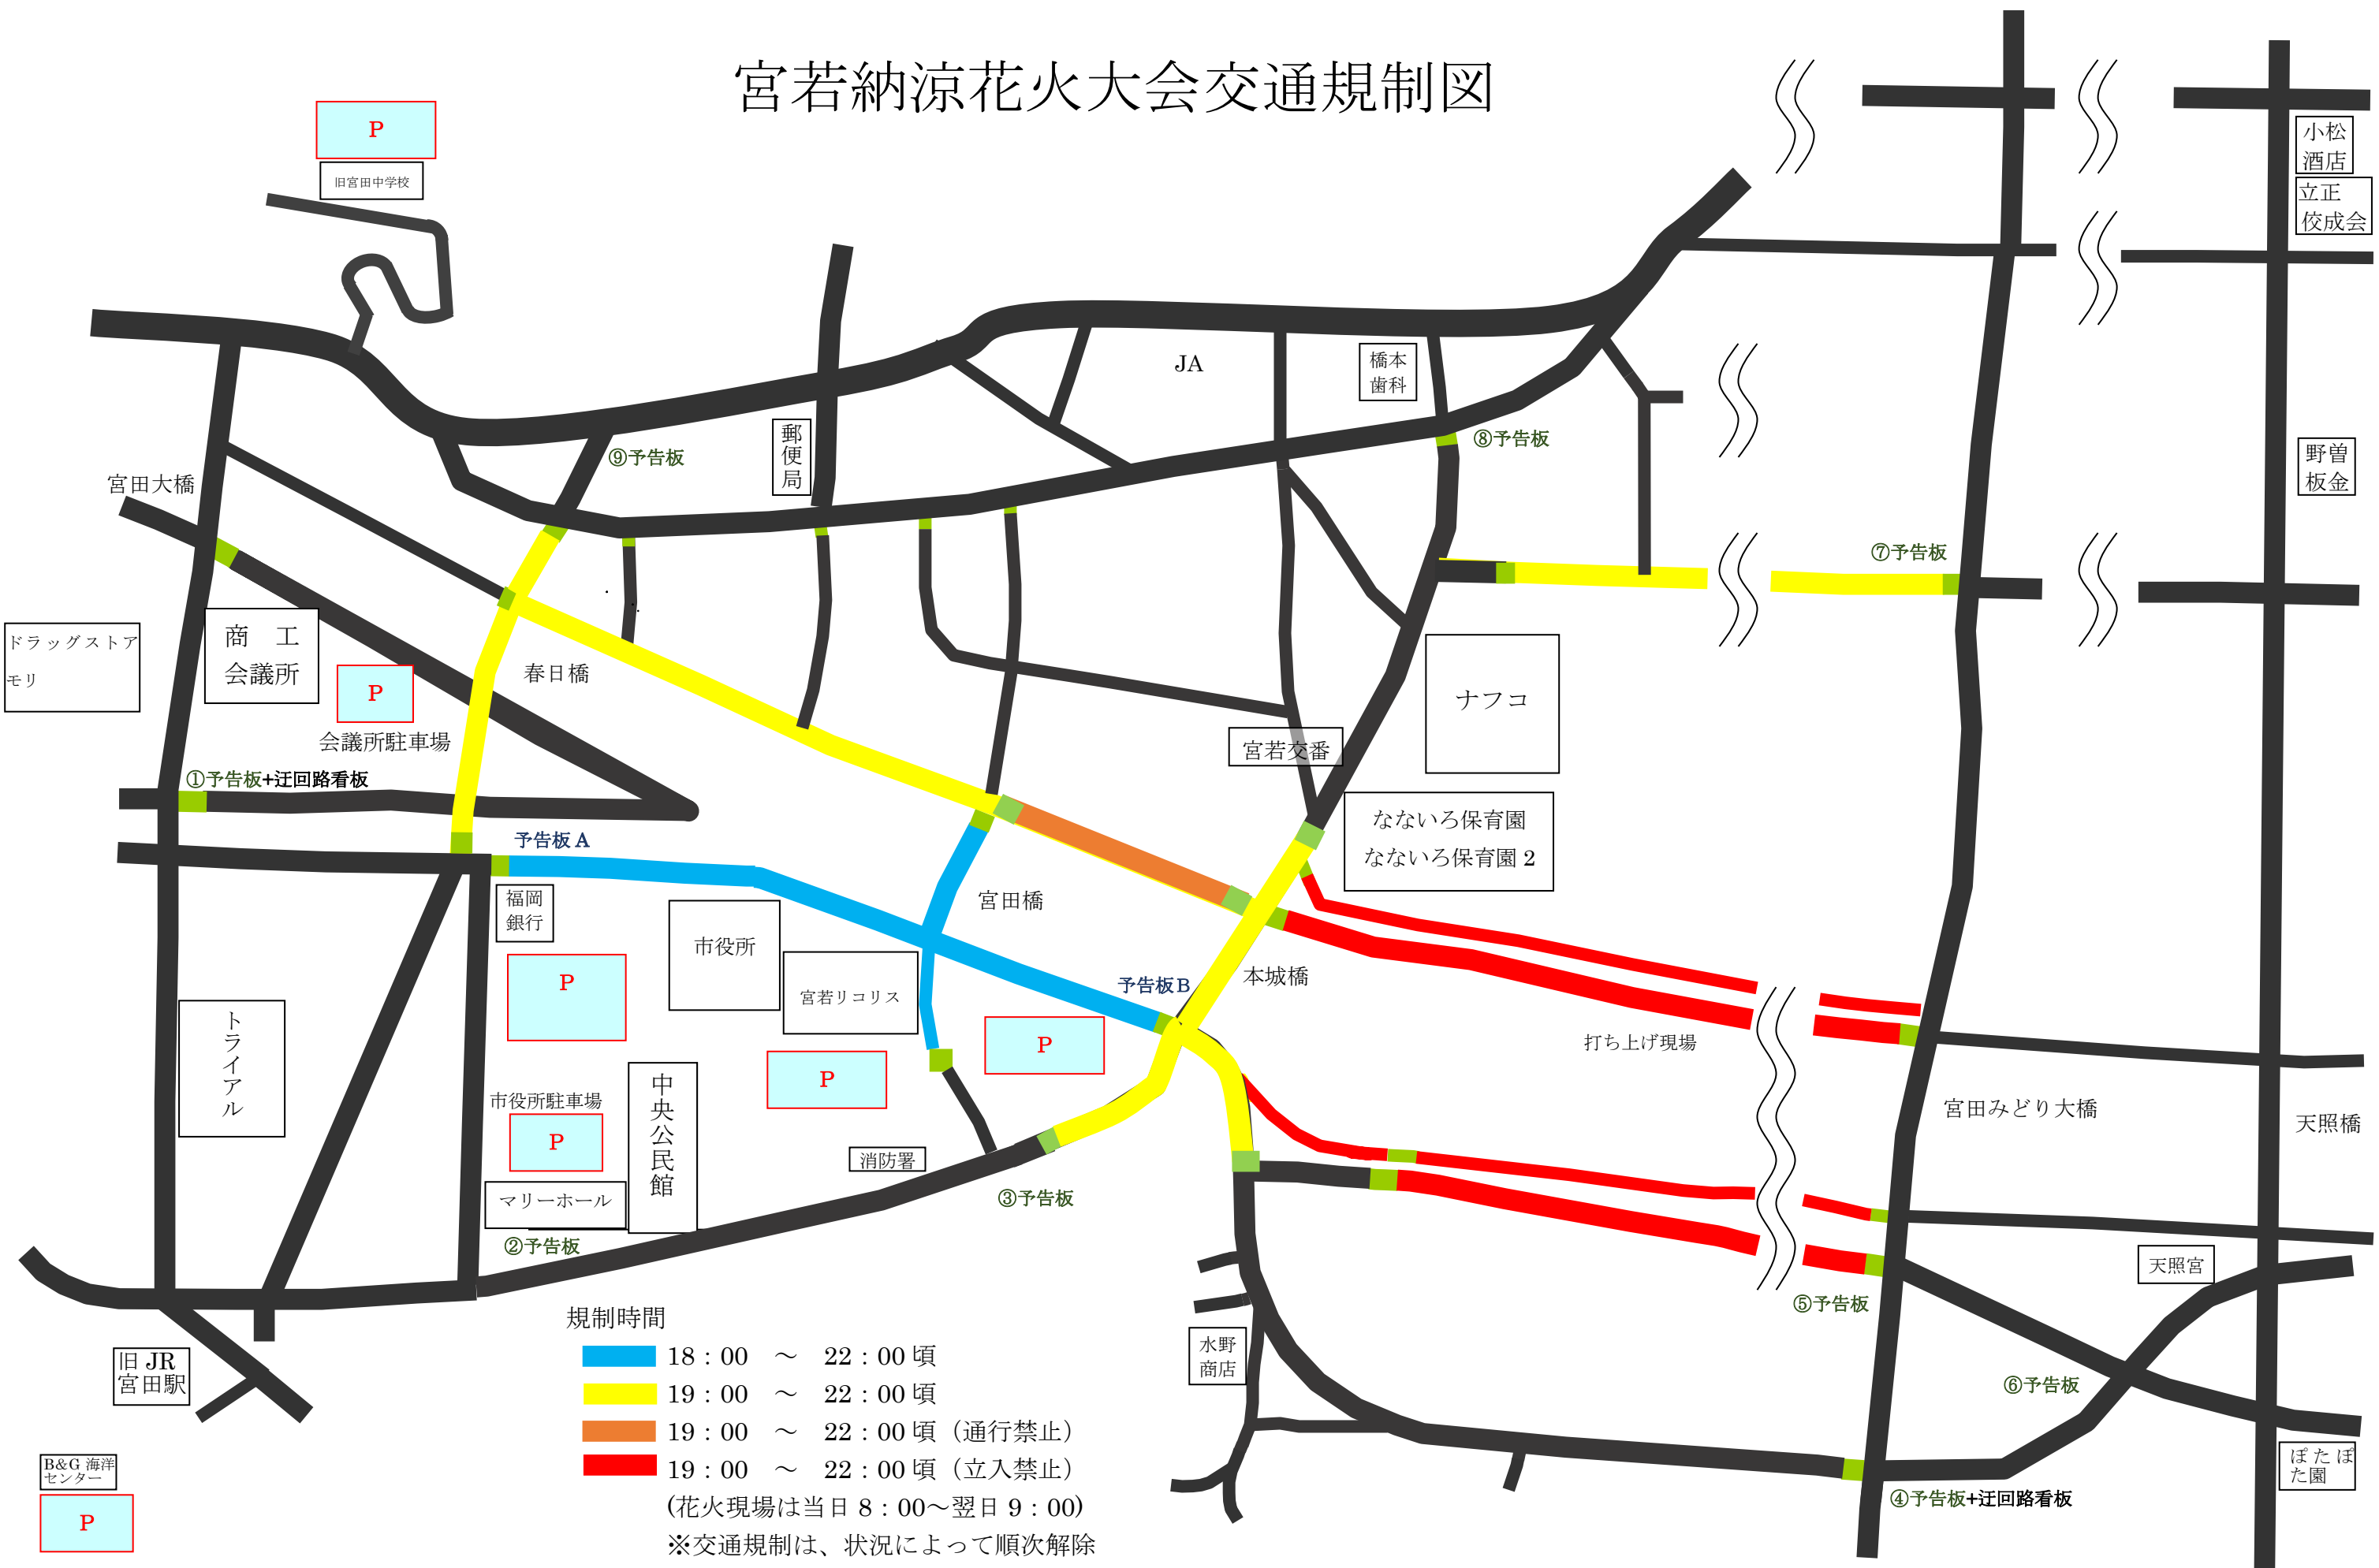 宮若納涼花火大会交通規制図
P
旧宮田中学校
小松
酒店
立正
佼成会
JA
橋本
歯科
郵便局
⑨予告板
⑧予告板
野曽
板金
宮田大橋
⑦予告板
ドラッグストア
モリ
商　工
会議所
P
会議所駐車場
春日橋
ナフコ
宮若交番
①予告板+迂回路看板
予告板A
なないろ保育園
なないろ保育園2
福岡
銀行
宮田橋
市役所
P
宮若リコリス
予告板B
本城橋
トライアル
P
P
打ち上げ現場
市役所駐車場
P
中央公民館
宮田みどり大橋
天照橋
消防署
マリーホール
③予告板
②予告板
天照宮
⑤予告板
旧JR
宮田駅
水野
商店
⑥予告板
規制時間
18：00　～　22：00頃
19：00　～　22：00頃
19：00　～　22：00頃（通行禁止）
19：00　～　22：00頃（立入禁止）
(花火現場は当日8：00～翌日9：00)
※交通規制は、状況によって順次解除
B&G海洋
センター
P
ぽたぽ
た園
④予告板+迂回路看板